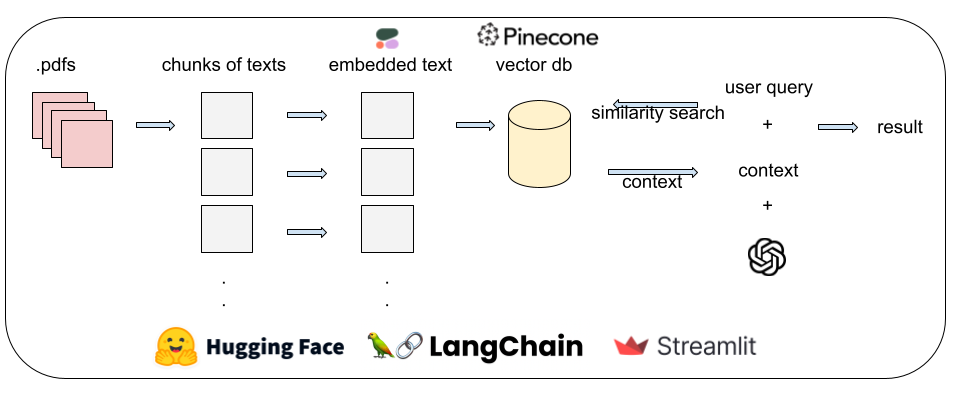 Pinecone
.pdfs
chunks of texts
embedded text
vector db
user query
similarity search
+
result
context
context
+
.
.
.
.
Hugging Face
LangChain
Streamlit